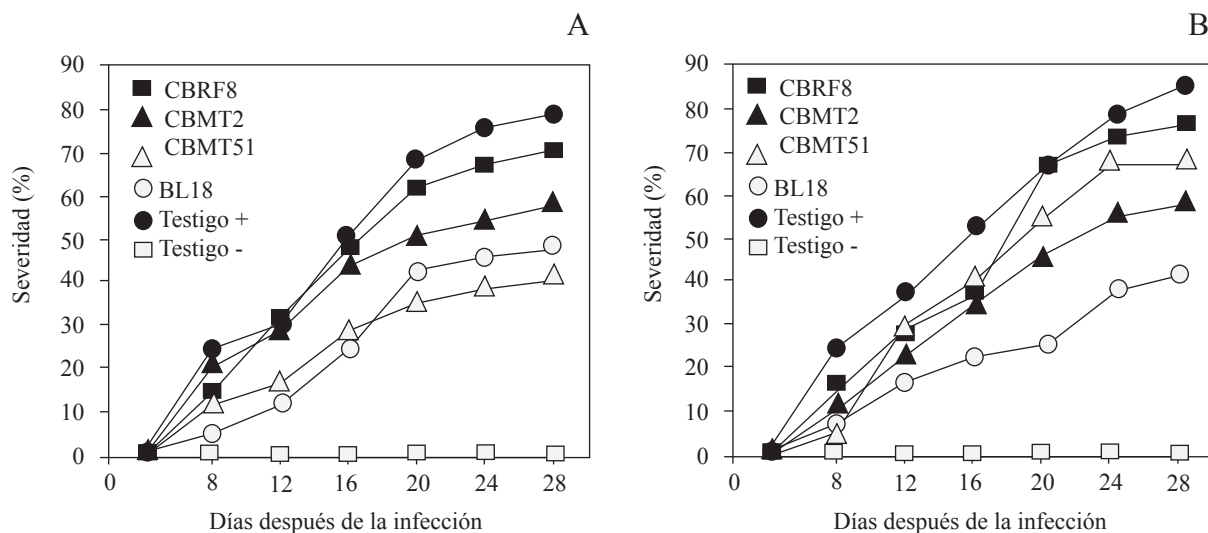 A
90
80
70
60
50
40
30
20
10
0
Severidad (%)
CBRF8
CBMT2
CBMT51
BL18
Testigo +
Testigo -
0 8 12 16 20 24 28
Días después de la infección
B
90
80
70
60
50
40
30
20
10
0
Severidad (%)
CBRF8
CBMT2
CBMT51
BL18
Testigo +
Testigo -
0 8 12 16 20 24 28
Días después de la infección